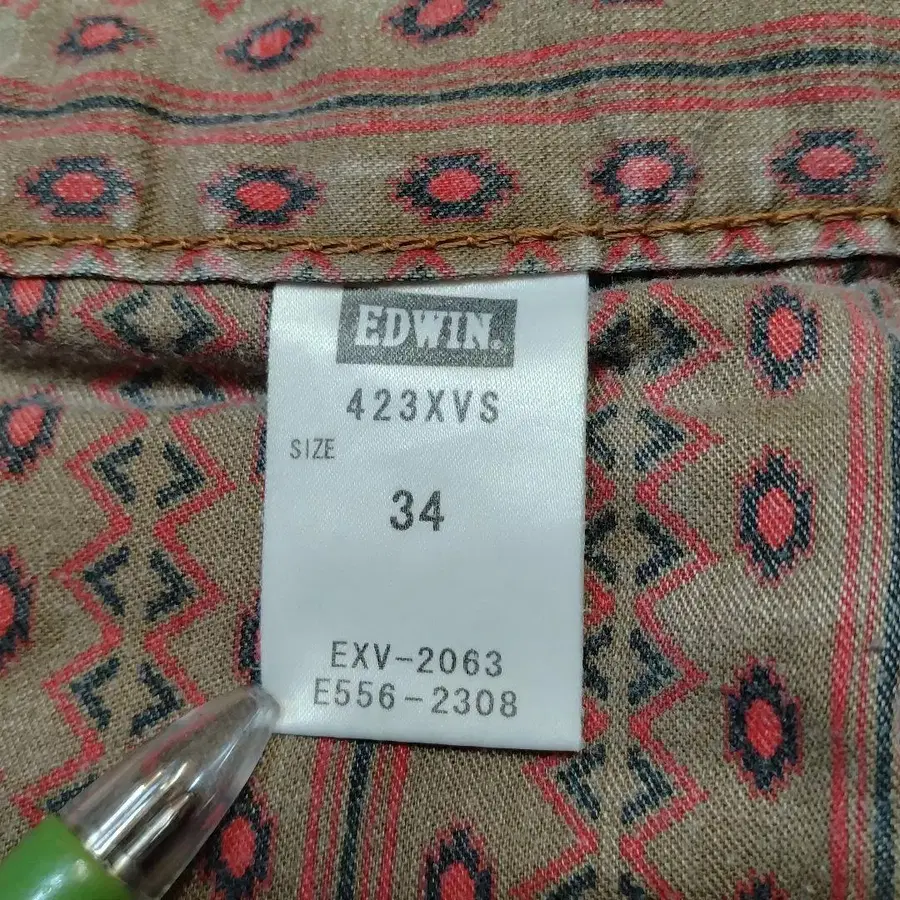 EDWIN.
423XVS
SIZE
34
EXV-2063
E556-2308